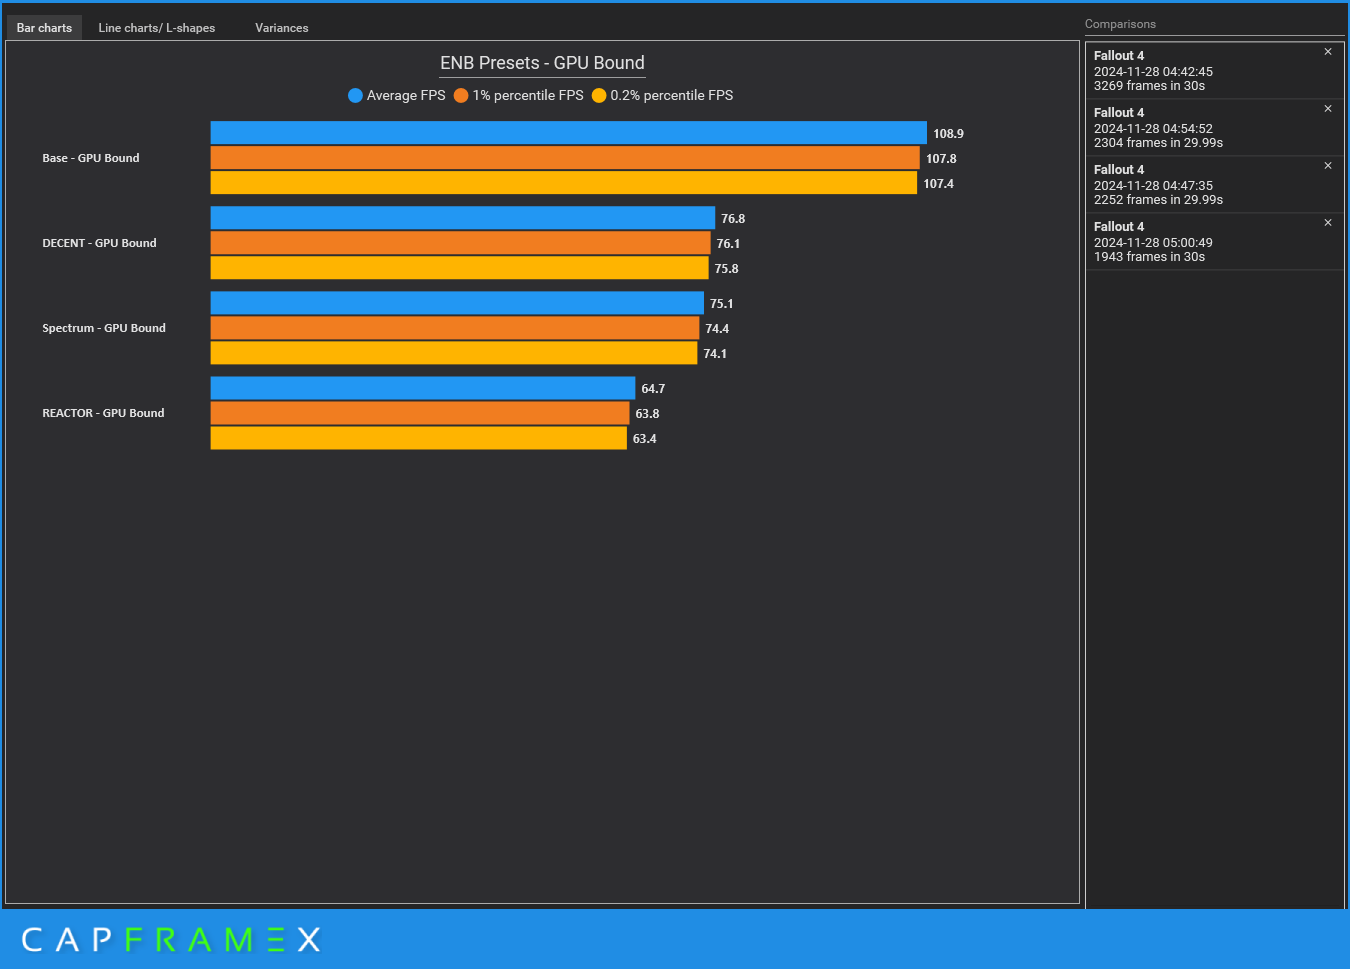 Bar charts
Line charts/ L-shapes
Variances
ENB Presets - GPU Bound
Average FPS
1% percentile FPS
0.2% percentile FPS
Base - GPU Bound
108.9
107.8
107.4
DECENT - GPU Bound
76.8
76.1
75.8
Spectrum - GPU Bound
75.1
74.4
74.1
REACTOR - GPU Bound
64.7
63.8
63.4
Comparisons
Fallout 4
2024-11-28 04:42:45
3269 frames in 30s
Fallout 4
2024-11-28 04:54:52
2304 frames in 29.99s
Fallout 4
2024-11-28 04:47:35
2252 frames in 29.99s
Fallout 4
2024-11-28 05:00:49
1943 frames in 30s
CAPFRAMEX